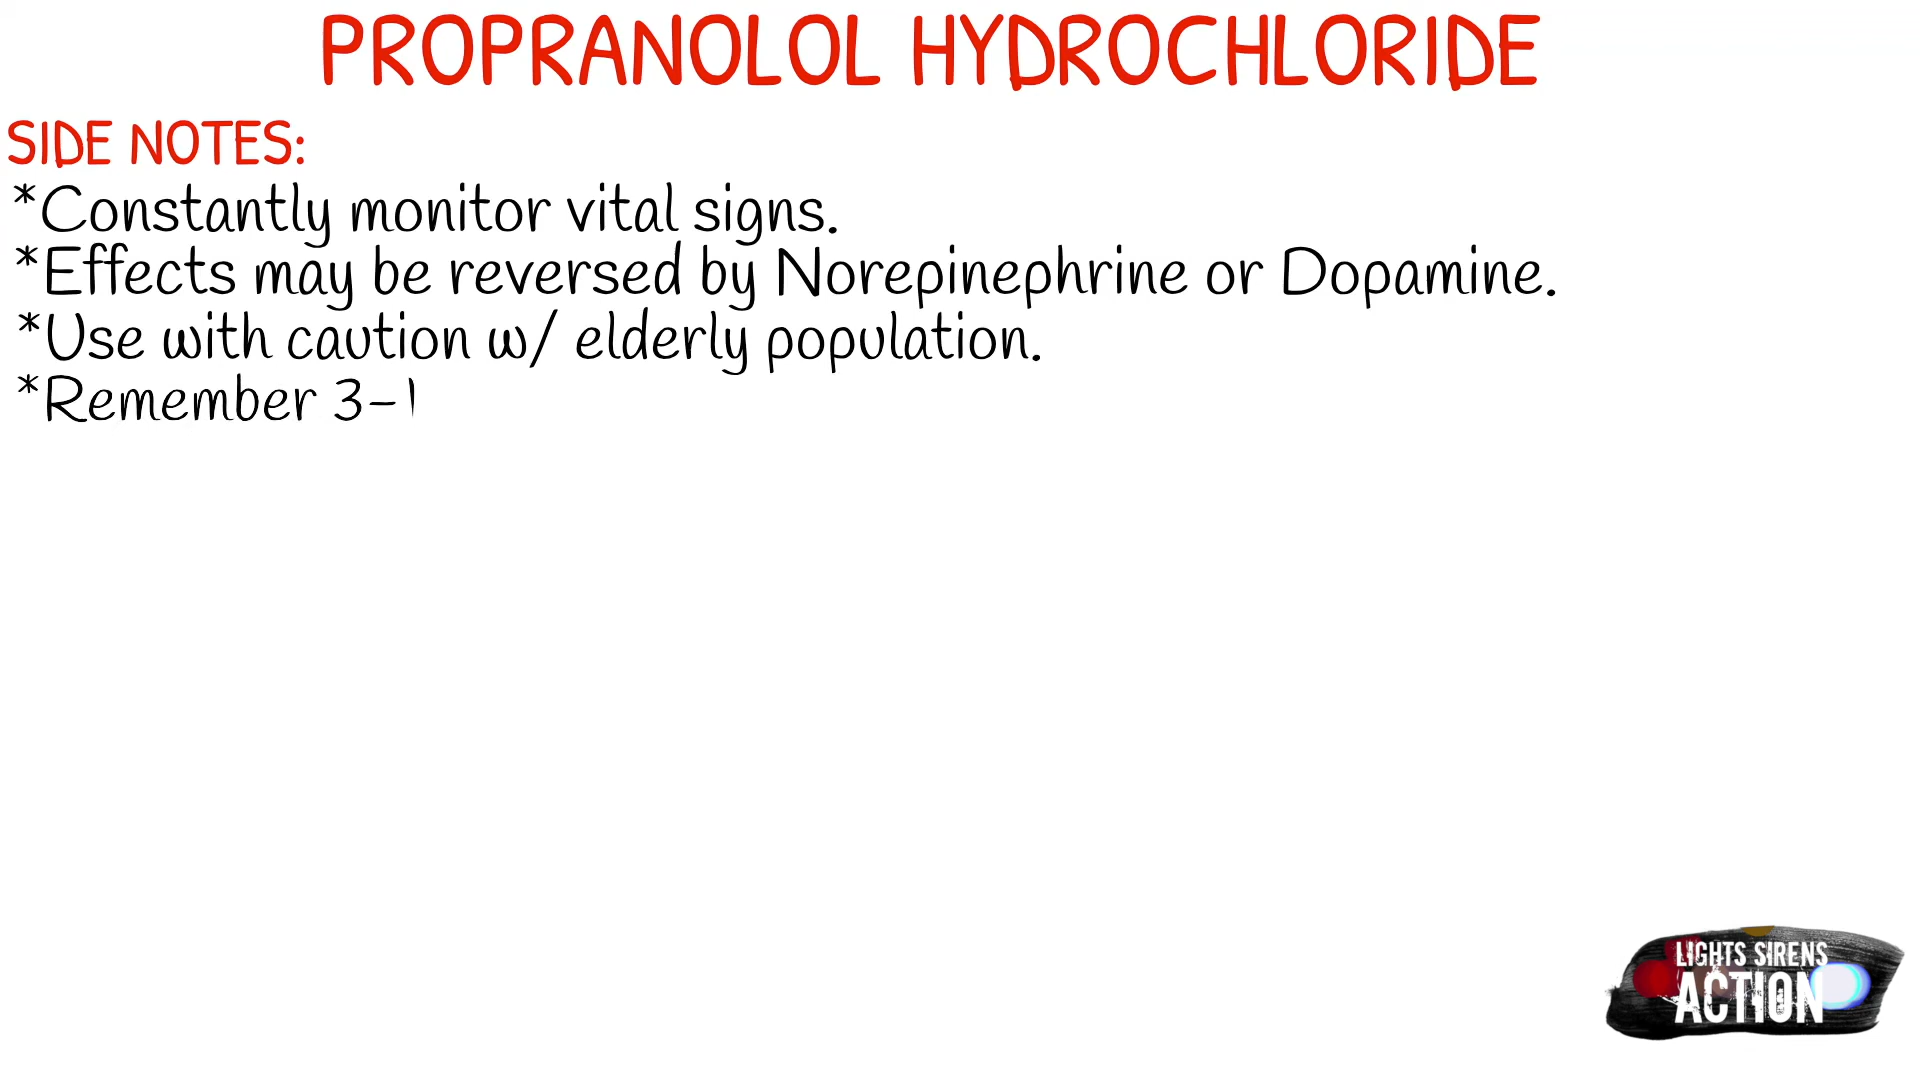 PROPRANOLOL HYDROCHLORIDE
SIDE NOTES:
*Constantly monitor vital signs.
*Effects may be reversed by Norepinephrine or Dopamine.
*Use with caution w/ elderly population.
*Remember 3-1
LIGHTS SIRENS
ACTION